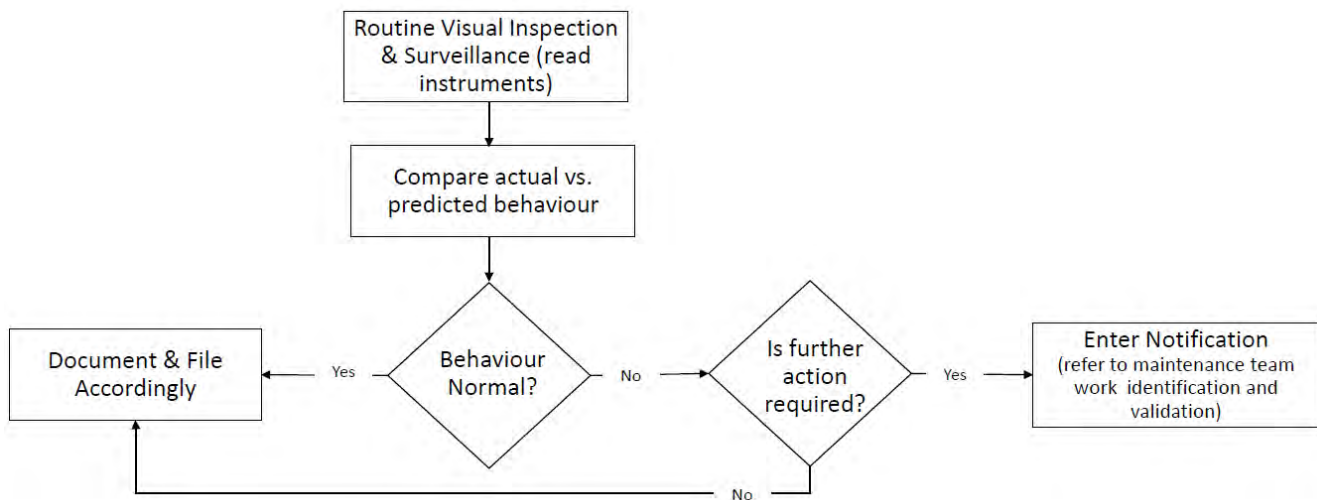 Routine Visual Inspection
& Surveillance (read
instruments)
Compare actual vs.
predicted behaviour
Document & File
Accordingly
Yes
Behaviour
Normal?
No
Is further
action
required?
Yes
Enter Notification
(refer to maintenance team
work identification and
validation)
No